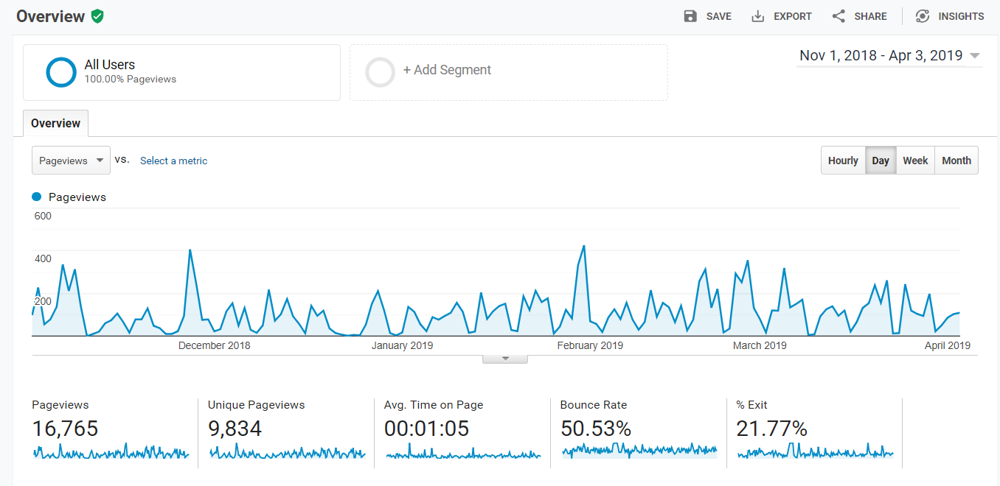 Overview
SAVE EXPORT SHARE INSIGHTS
All Users
100.00% Pageviews
+ Add Segment
Nov 1, 2018 - Apr 3, 2019
Overview
Pageviews VS. Select a metric
Hourly Day Week Month
Pageviews
600
400
200
December 2018 January 2019 February 2019 March 2019 April 2019
Pageviews
16,765
Unique Pageviews
9,834
Avg. Time on Page
00:01:05
Bounce Rate
50.53%
% Exit
21.77%